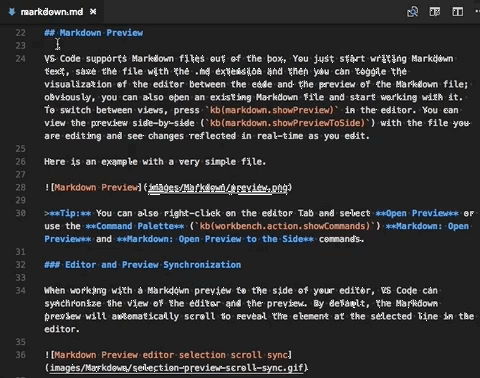 markdown.md ×
22 ## Markdown Preview
23
24 VS Code supports Markdown files out of the box. You just start writing Markdown
text, save the file with the .md extension and then you can toggle the
visualization of the editor between the code and the preview of the Markdown file;
obviously, you can also open an existing Markdown file and start working with it.
To switch between views, press `kb(markdown.showPreview)` in the editor. You can
view the preview side-by-side (`kb(markdown.showPreviewToSide)`) with the file you
are editing and see changes reflected in real-time as you edit.
25
26 Here is an example with a very simple file.
27
28 ![Markdown Preview](images/Markdown/preview.png)
29
30 >**Tip:** You can also right-click on the editor Tab and select **Open Preview** or
use the **Command Palette** (`kb(workbench.action.showCommands)`) **Markdown: Open
Preview** and **Markdown: Open Preview to the Side** commands.
31
32 ### Editor and Preview Synchronization
33
34 When working with a Markdown preview to the side of your editor, VS Code can
synchronize the view of the editor and the preview. By default, the Markdown
preview will automatically scroll to reveal the element at the selected line in the
editor.
35
36 ![Markdown Preview editor selection scroll sync]
(images/Markdown/selection-preview-scroll-sync.gif)